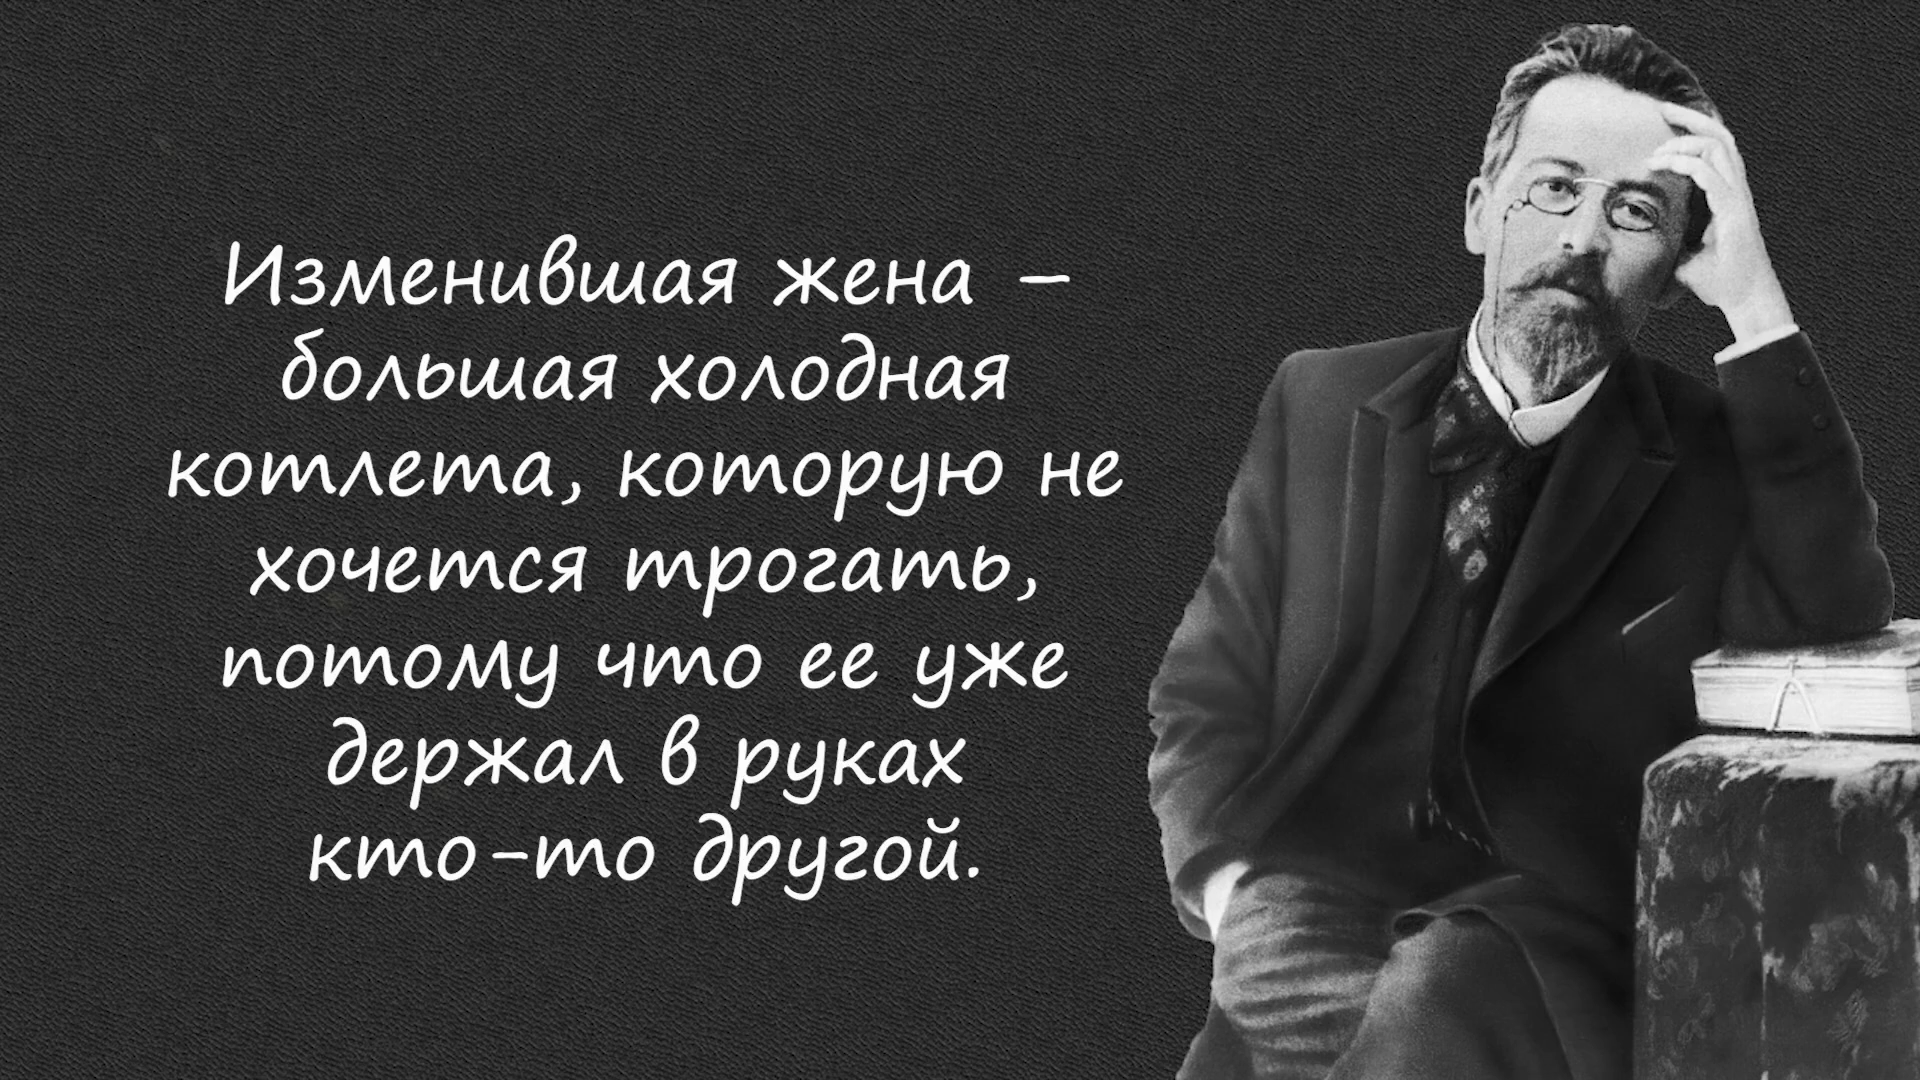 Изменившая жена –
большая холодная
котлета, которую не
хочется трогать,
потому что ее уже
держал в руках
кто-то другой.